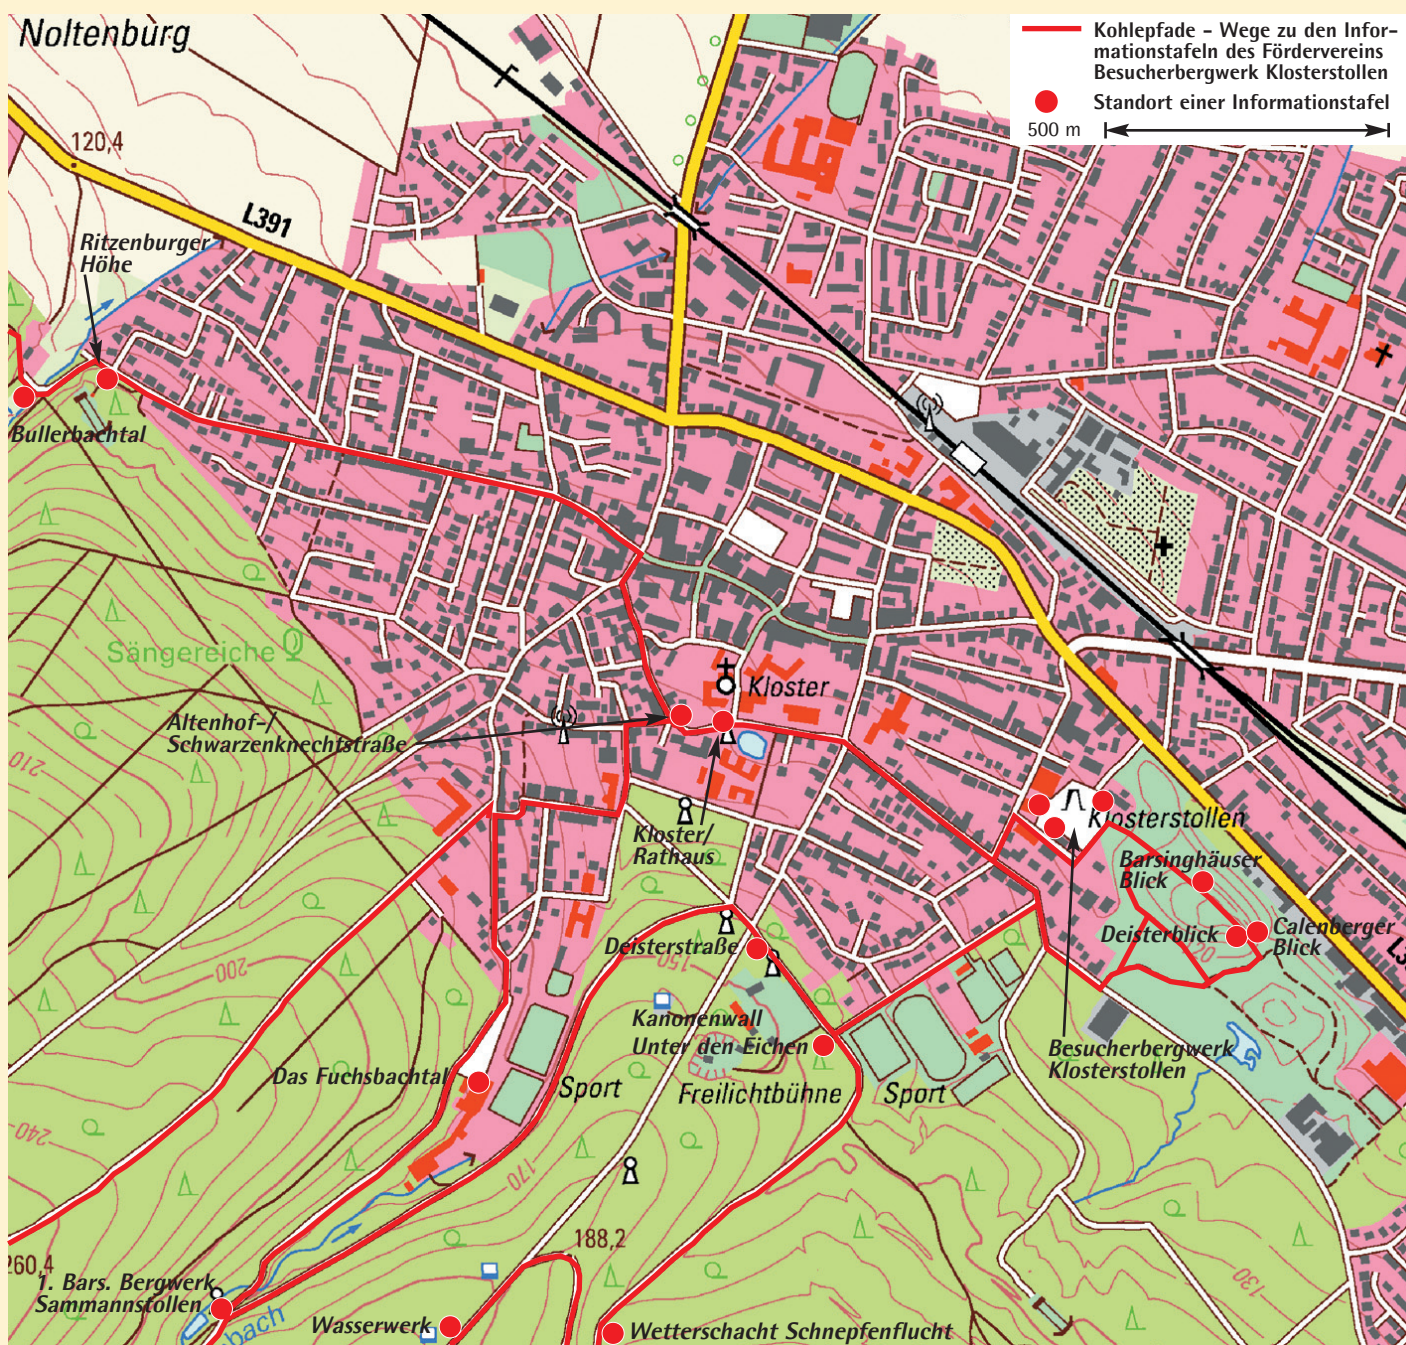 Noltenburg
Kohlepfade - Wege zu den Infor-
mationstafeln des Fördervereins
Besucherbergwerk Klosterstollen
Standort einer Informationstafel
500 m
120,4
L391
Ritzenburger
Höhe
Bullerbachtal
Sängereiche
Kloster
Altenhof-/
Schwarzenknechtstraße
210
Kloster/
Rathaus
Klosterstollen
Barsinghäuser
Blick
Calenberger
Blick
Deisterblick
Deisterstraße
200
150
L3
Kanonenwall
Unter den Eichen
Besucherbergwerk
Klosterstollen
Das Fuchsbachtal
Sport
Freilichtbühne
Sport
240
170
188,2
260,4
130
1. Bars. Bergwerk
Sammannstollen
bach
Wasserwerk
Wetterschacht Schnepfenflucht